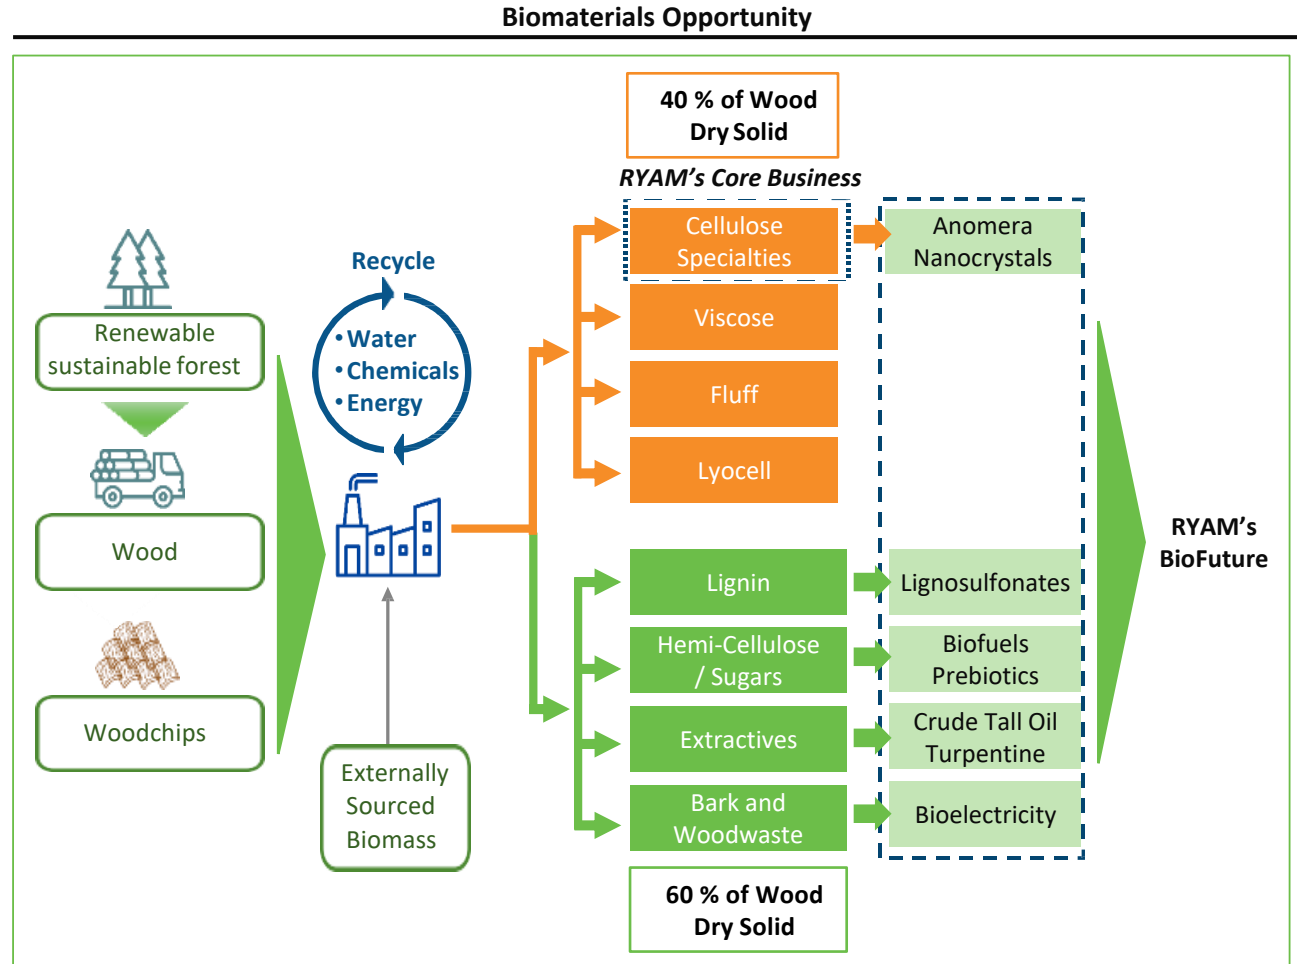 Biomaterials Opportunity
40 % of Wood
Dry Solid
RYAM's Core Business
Cellulose
Specialties
Anomera
Nanocrystals
Viscose
Fluff
Lyocell
Recycle
•Water
•Chemicals
•Energy
Renewable
sustainable forest
Wood
Woodchips
Externally
Sourced
Biomass
Lignin
Lignosulfonates
Hemi-Cellulose
/ Sugars
Biofuels
Prebiotics
Extractives
Crude Tall Oil
Turpentine
Bark and
Woodwaste
Bioelectricity
60 % of Wood
Dry Solid
RYAM's
BioFuture